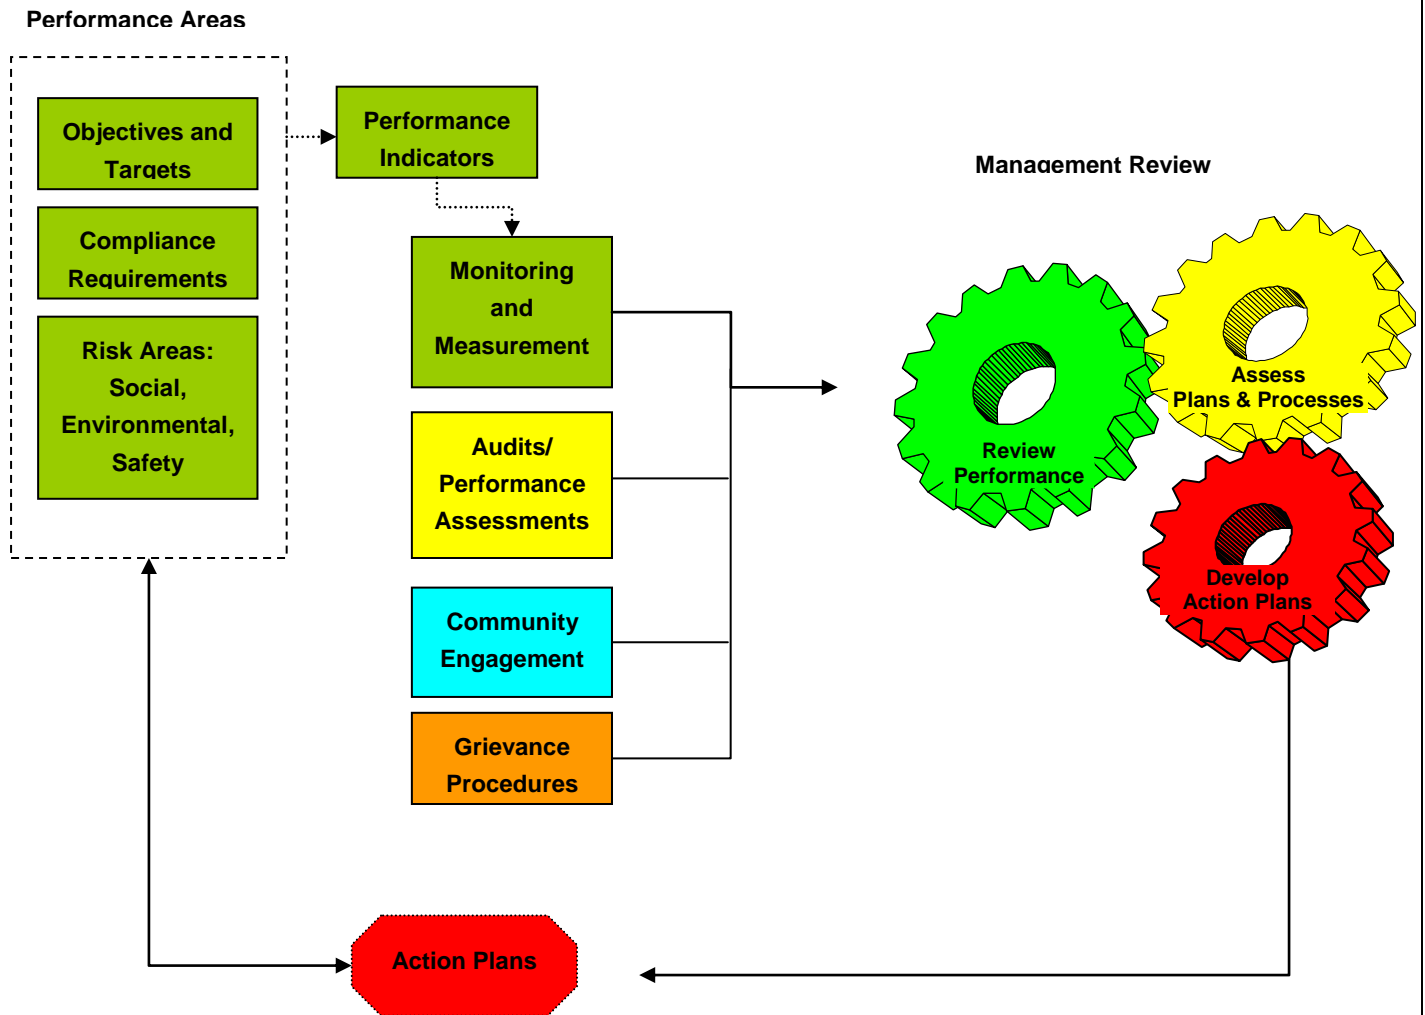 Performance Areas
Objectives and
Targets
Compliance
Requirements
Risk Areas:
Social,
Environmental,
Safety
Performance
Indicators
Monitoring
and
Measurement
Audits/
Performance
Assessments
Community
Engagement
Grievance
Procedures
Management Review
Review
Performance
Assess
Plans & Processes
Develop
Action Plans
Action Plans